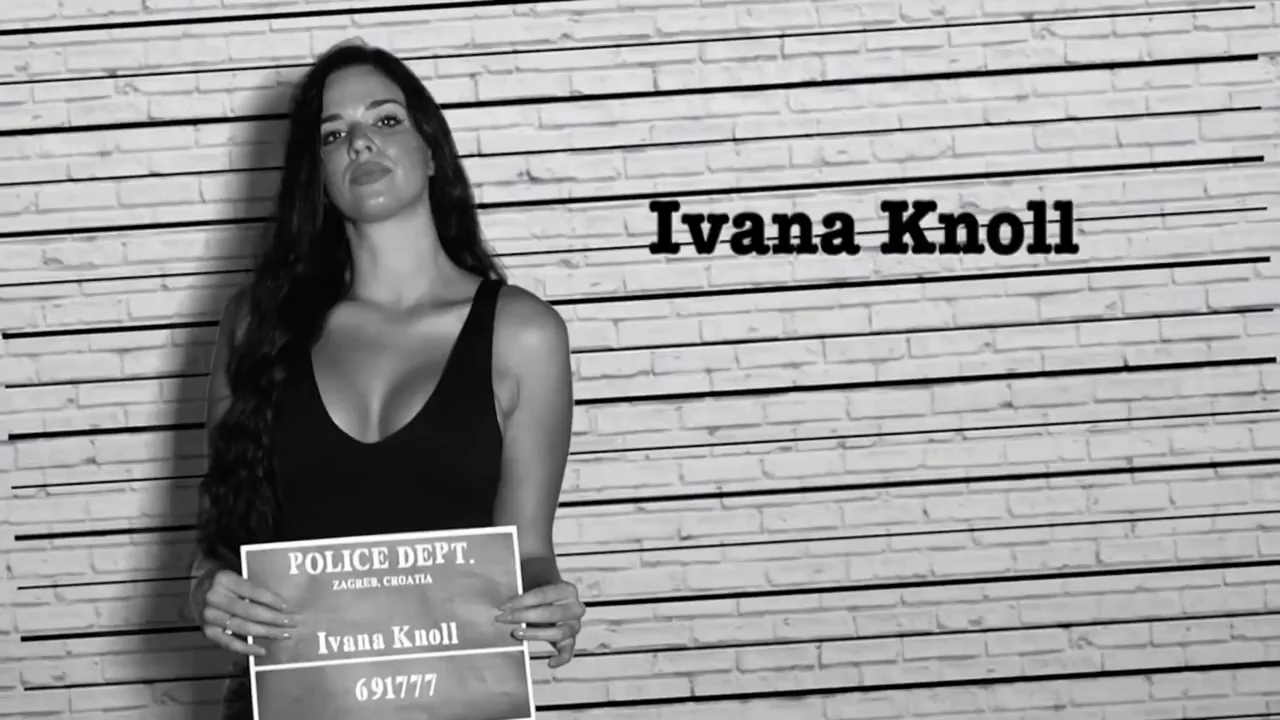 Ivana Knoll
POLICE DEPT.
ZAGREB, CROATIA
Ivana Knoll
691777